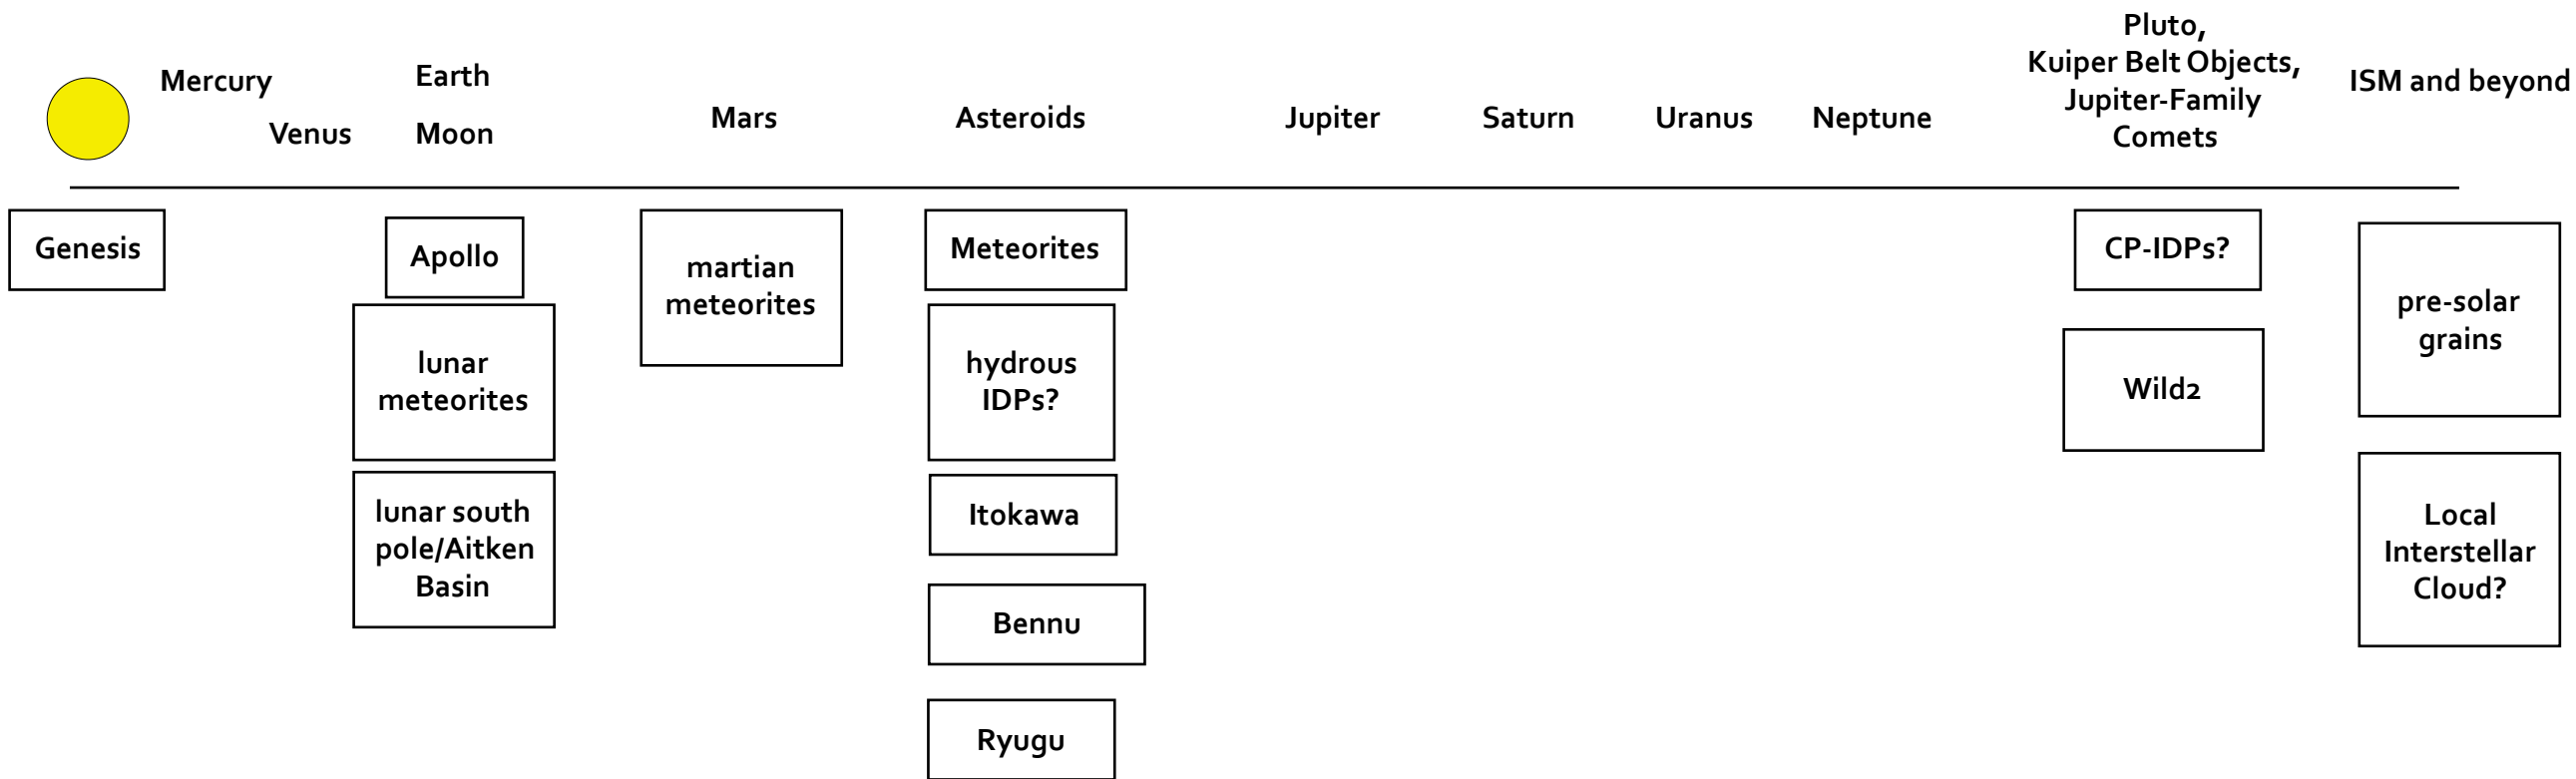 Mercury
Venus
Earth
Moon
Mars
Asteroids
Jupiter
Saturn
Uranus
Neptune
Pluto,
Kuiper Belt Objects,
Jupiter-Family
Comets
ISM and beyond
Genesis
Apollo
lunar
meteorites
lunar south
pole/Aitken
Basin
martian
meteorites
Meteorites
hydrous
IDPs?
Itokawa
Bennu
Ryugu
CP-IDPs?
Wild2
pre-solar
grains
Local
Interstellar
Cloud?